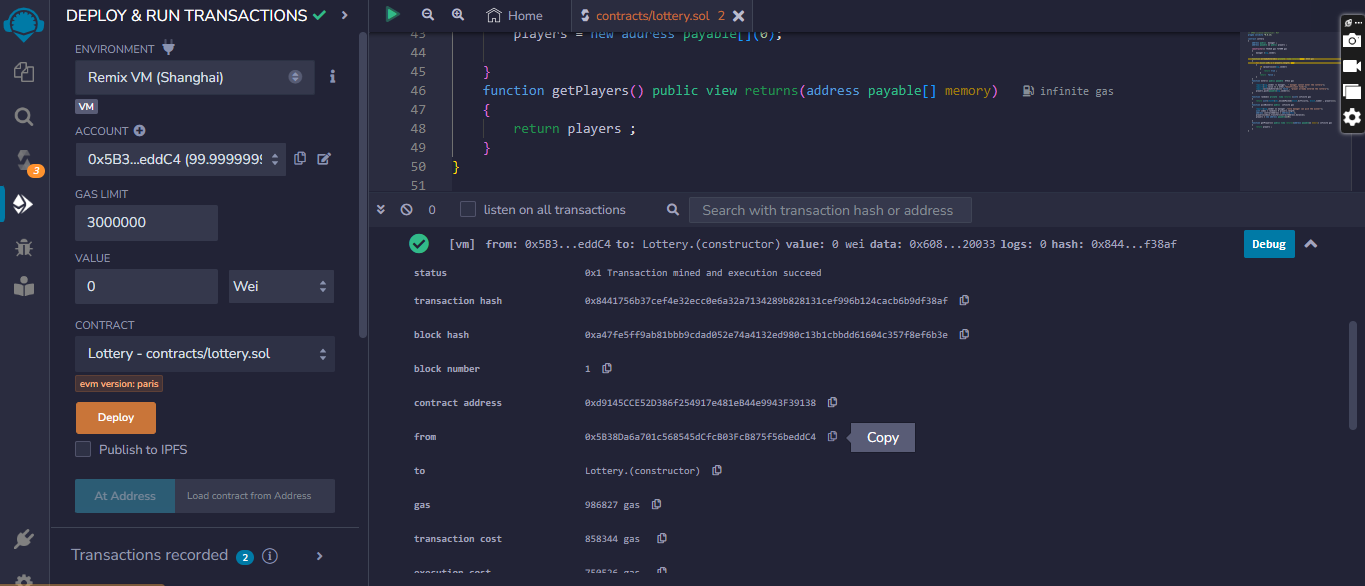 DEPLOY & RUN TRANSACTIONS
ENVIRONMENT
Remix VM (Shanghai)
VM
ACCOUNT
0x5B3...eddC4 (99.9999999
GAS LIMIT
3000000
VALUE
0
Wei
CONTRACT
Lottery - contracts/lottery.sol
evm version: paris
Deploy
Publish to IPFS
At Address
Load contract from Address
Transactions recorded 2 i
3
Home
contracts/lottery.sol 2
43 players = new address payable[](0);
44
45 }
46 function getPlayers() public view returns(address payable[] memory) infinite gas
47 {
48 return players ;
49 }
50 }
51
0
listen on all transactions
Search with transaction hash or address
[vm] from: 0x5B3...eddC4 to: Lottery.(constructor) value: 0 wei data: 0x608...20033 logs: 0 hash: 0x844...f38af
Debug
status 0x1 Transaction mined and execution succeed
transaction hash 0x8441756b37cef4e32ecc0e6a32a7134289b828131cef996b124cacb6b9df38af
block hash 0xa47fe5ff9ab81bbb9cdad052e74a4132ed980c13b1cbbdd61604c357f8ef6b3e
block number 1
contract address 0xd9145CCE52D386f254917e481eB44e9943F39138
from 0x5B38Da6a701c568545dCfcB03FcB875f56beddC4
Copy
to Lottery.(constructor)
gas 986827 gas
transaction cost 858344 gas
execution cost 750526 gas